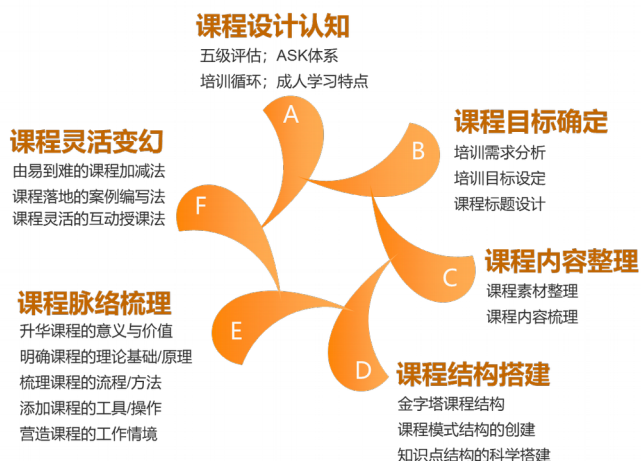 课程设计认知
五级评估；ASK体系
培训循环；成人学习特点
A
课程目标确定
培训需求分析
培训目标设定
课程标题设计
B
课程内容整理
课程素材整理
课程内容梳理
C
课程结构搭建
金字塔课程结构
课程模式结构的创建
知识点结构的科学搭建
D
课程脉络梳理
升华课程的意义与价值
明确课程的理论基础/原理
梳理课程的流程/方法
添加课程的工具/操作
营造课程的工作情境
E
课程灵活变幻
由易到难的课程加减法
课程落地的案例编写法
课程灵活的互动授课法
F